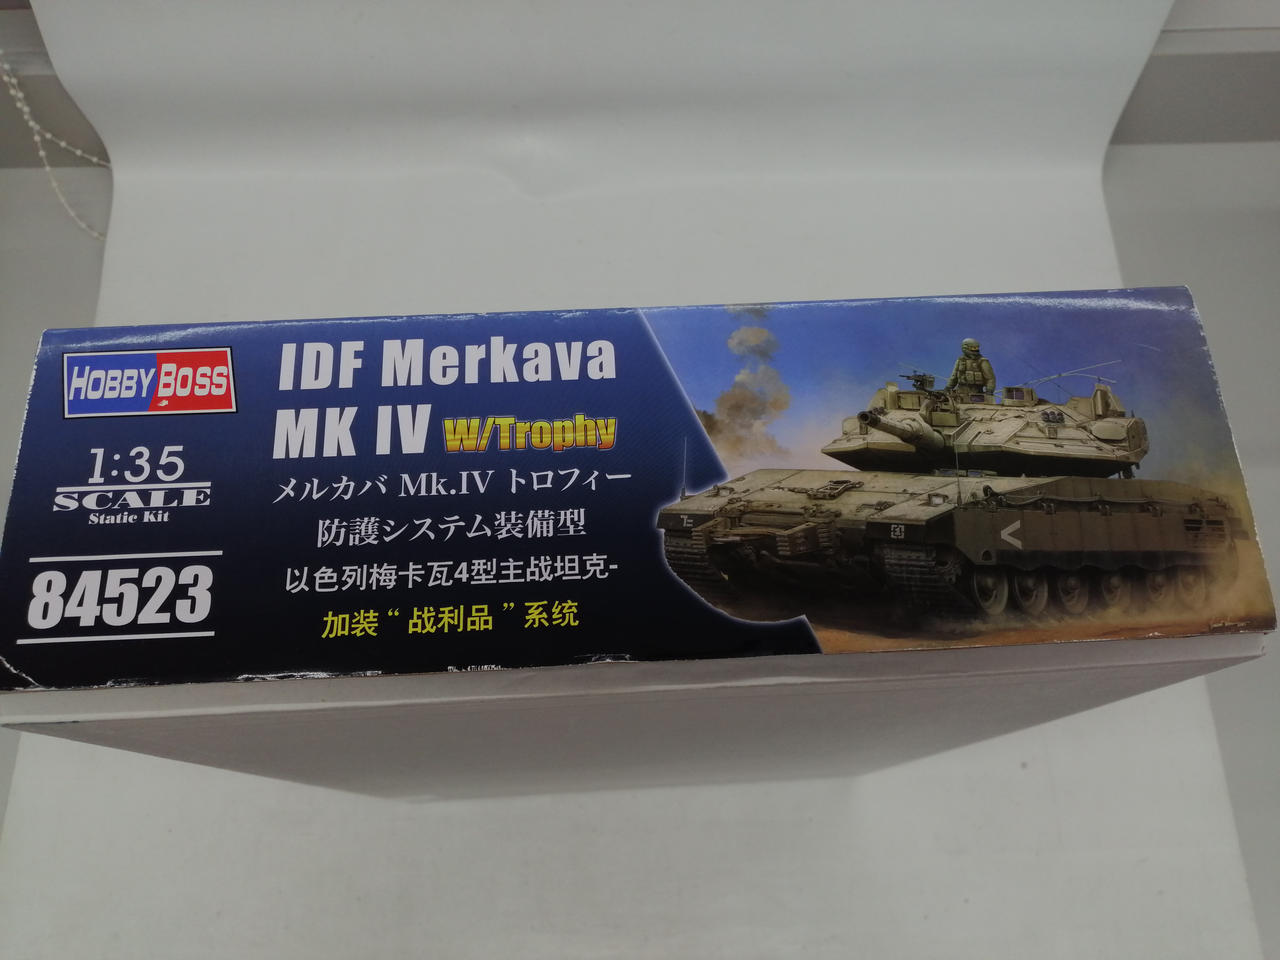 HOBBY BOSS
1:35
SCALE
Static Kit
84523
IDF Merkava
MK IV W/Trophy
メルカバ Mk.IV トロフィー
防護システム装備型
以色列梅卡瓦4型主战坦克-
加装“战利品”系统